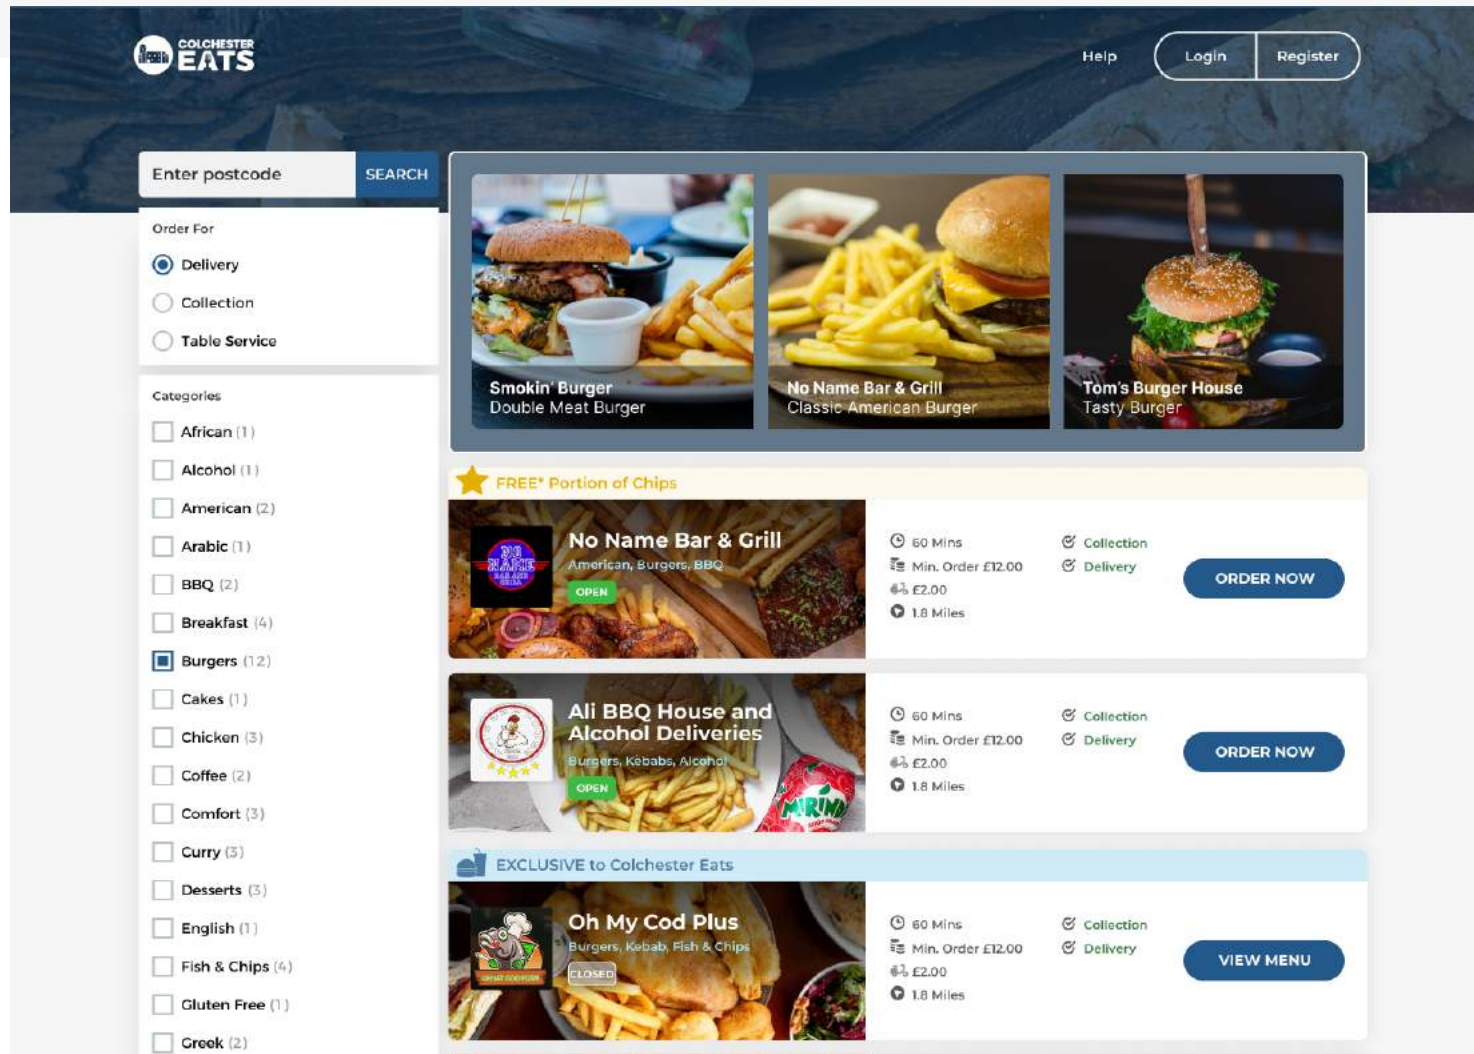 COLCHESTER
EATS
Help
Login
Register
Enter postcode
SEARCH
Order For
Delivery
Collection
Table Service
Categories
African (1)
Alcohol (1)
American (2)
Arabic (1)
BBQ (2)
Breakfast (4)
Burgers (12)
Cakes (1)
Chicken (3)
Coffee (2)
Comfort (3)
Curry (3)
Desserts (3)
English (1)
Fish & Chips (4)
Gluten Free (1)
Greek (2)
Smokin' Burger
Double Meat Burger
No Name Bar & Grill
Classic American Burger
Tom's Burger House
Tasty Burger
FREE* Portion of Chips
NO
NAME
BAR AND
GRILL
No Name Bar & Grill
American, Burgers, BBQ
OPEN
60 Mins
Min. Order £12.00
£2.00
1.8 Miles
Collection
Delivery
ORDER NOW
Ali BBQ House and
Alcohol Deliveries
Burgers, Kebabs, Alcohol
OPEN
MIRIND
60 Mins
Min. Order £12.00
£2.00
1.8 Miles
Collection
Delivery
ORDER NOW
EXCLUSIVE to Colchester Eats
Oh My Cod Plus
Burgers, Kebab, Fish & Chips
CLOSED
60 Mins
Min. Order £12.00
£2.00
1.8 Miles
Collection
Delivery
VIEW MENU